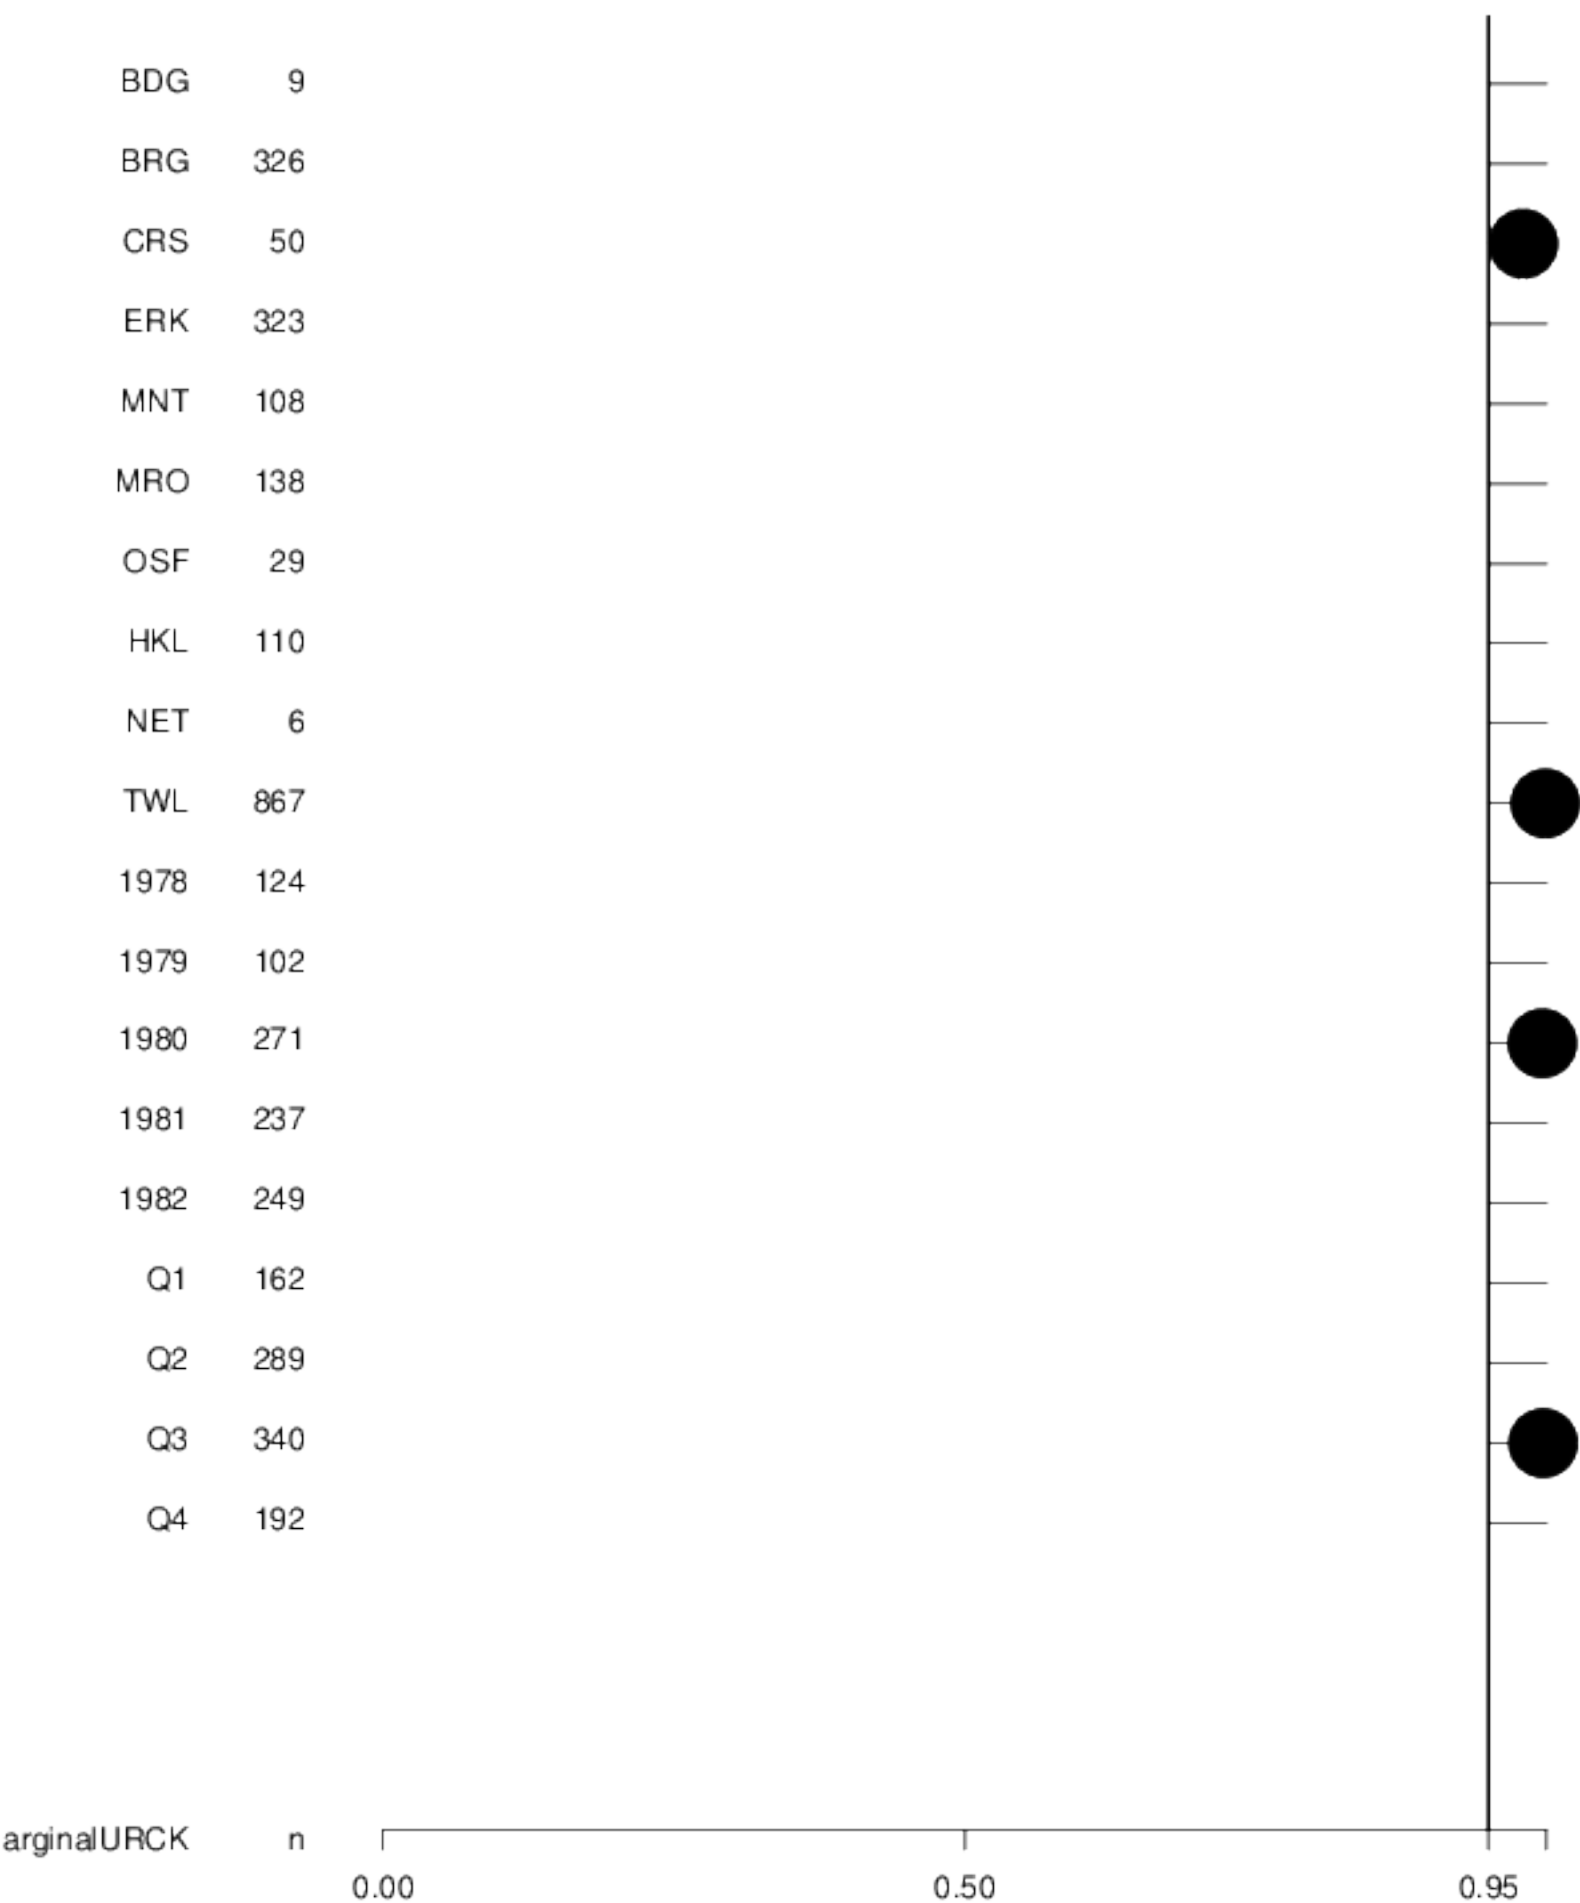 BDG 9
BRG 326
CRS 50
ERK 323
MNT 108
MRO 138
OSF 29
HKL 110
NET 6
TWL 867
1978 124
1979 102
1980 271
1981 237
1982 249
Q1 162
Q2 289
Q3 340
Q4 192
arginalURCK n
0.00 0.50 0.95